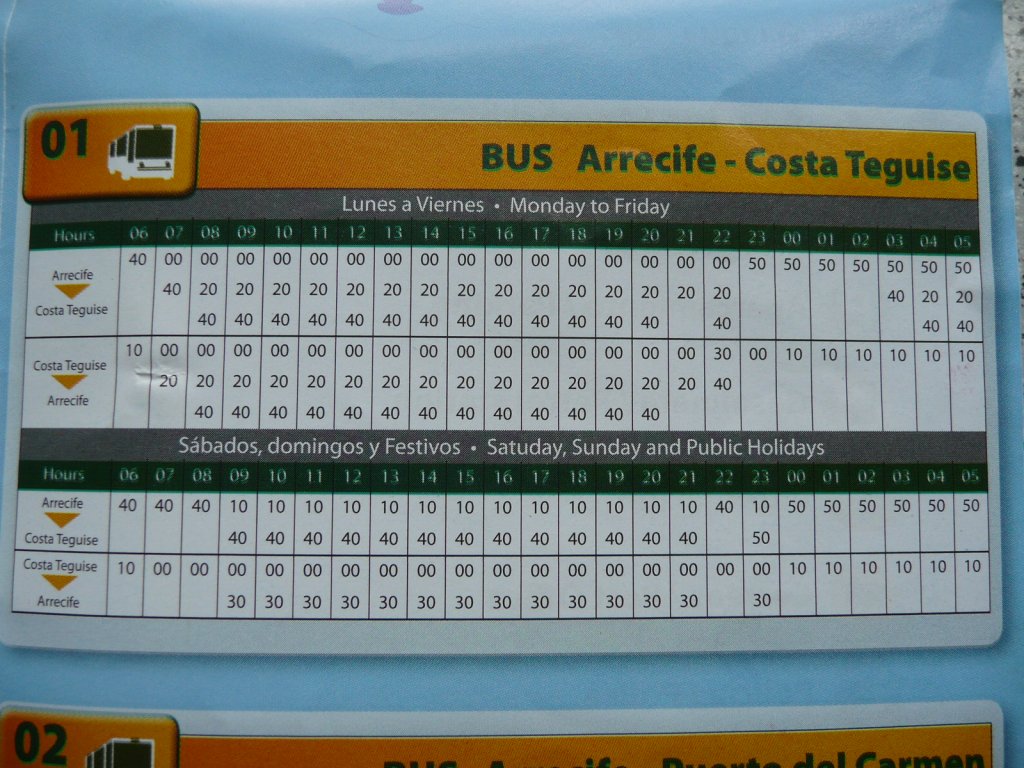 01 BUS Arrecife - Costa Teguise
Lunes a Viernes • Monday to Friday
Hours 06 07 08 09 10 11 12 13 14 15 16 17 18 19 20 21 22 23 00 01 02 03 04 05
Arrecife
Costa Teguise
40 00 00 00 00 00 00 00 00 00 00 00 00 00 00 00 00 50 50 50 50 50 50 50
40 20 20 20 20 20 20 20 20 20 20 20 20 20 20 20 40 20 20
40 40 40 40 40 40 40 40 40 40 40 40 40 40 40 40
Costa Teguise
Arrecife
10 00 00 00 00 00 00 00 00 00 00 00 00 00 00 00 30 00 10 10 10 10 10 10
20 20 20 20 20 20 20 20 20 20 20 20 20 20 20 40
40 40 40 40 40 40 40 40 40 40 40 40 40
Sábados, domingos y Festivos • Satuday, Sunday and Public Holidays
Hours 06 07 08 09 10 11 12 13 14 15 16 17 18 19 20 21 22 23 00 01 02 03 04 05
Arrecife 40 40 40 10 10 10 10 10 10 10 10 10 10 10 10 10 40 10 50 50 50 50 50 50
Costa Teguise 40 40 40 40 40 40 40 40 40 40 40 40 40 50
Costa Teguise 10 00 00 00 00 00 00 00 00 00 00 00 00 00 00 00 00 00 10 10 10 10 10 10
Arrecife 30 30 30 30 30 30 30 30 30 30 30 30 30 30
02 BUS Arrecife - Puerto del Carmen